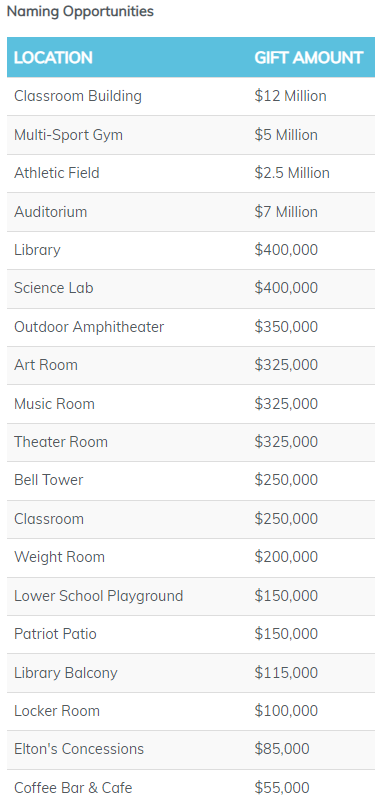 Naming Opportunities
LOCATION GIFT AMOUNT
Classroom Building $12 Million
Multi-Sport Gym $5 Million
Athletic Field $2.5 Million
Auditorium $7 Million
Library $400,000
Science Lab $400,000
Outdoor Amphitheater $350,000
Art Room $325,000
Music Room $325,000
Theater Room $325,000
Bell Tower $250,000
Classroom $250,000
Weight Room $200,000
Lower School Playground $150,000
Patriot Patio $150,000
Library Balcony $115,000
Locker Room $100,000
Elton's Concessions $85,000
Coffee Bar & Cafe $55,000